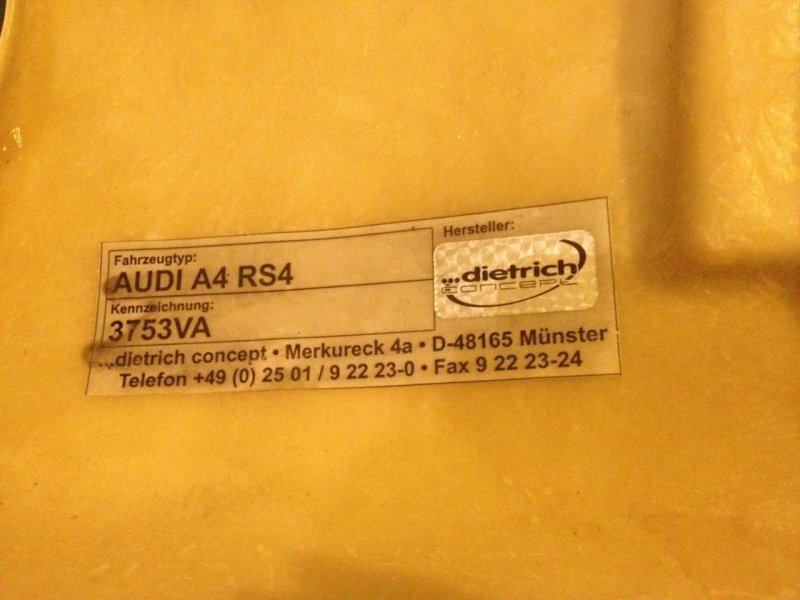 Fahrzeugtyp:
AUDI A4 RS4
Kennzeichnung:
3753VA
Hersteller:
...dietrich
concept
...dietrich concept • Merkureck 4a • D-48165 Münster
Telefon +49 (0) 25 01 / 9 22 23-0 • Fax 9 22 23-24